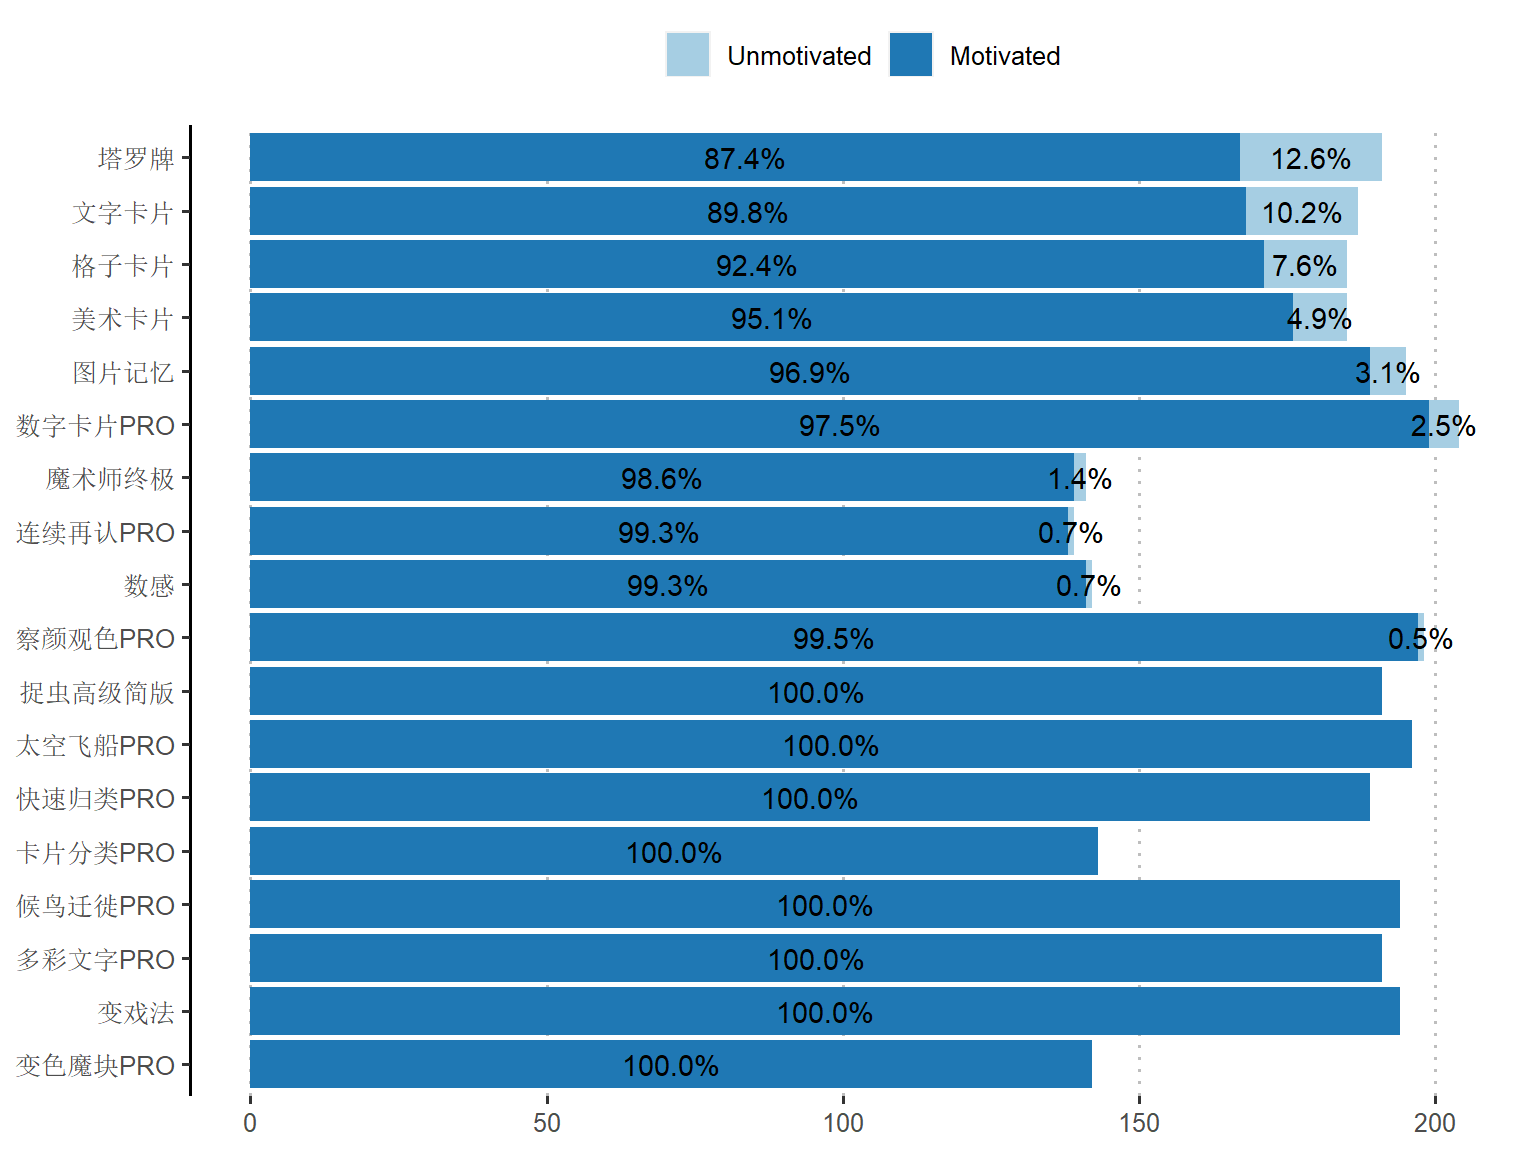 Unmotivated Motivated
塔罗牌 87.4% 12.6%
文字卡片 89.8% 10.2%
格子卡片 92.4% 7.6%
美术卡片 95.1% 4.9%
图片记忆 96.9% 3.1%
数字卡片PRO 97.5% 2.5%
魔术师终极 98.6% 1.4%
连续再认PRO 99.3% 0.7%
数感 99.3% 0.7%
察颜观色PRO 99.5% 0.5%
捉虫高级简版 100.0%
太空飞船PRO 100.0%
快速归类PRO 100.0%
卡片分类PRO 100.0%
候鸟迁徙PRO 100.0%
多彩文字PRO 100.0%
变戏法 100.0%
变色魔块PRO 100.0%
0 50 100 150 200